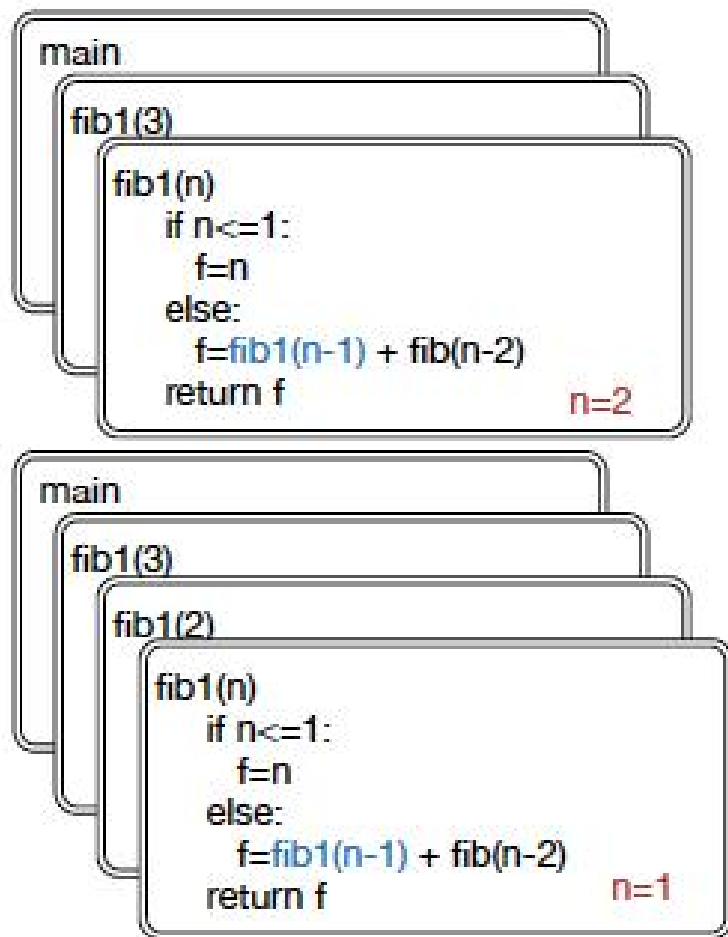 main
fib1(3)
fib1(n)
if n<=1:
f=n
else:
f=fib1(n-1) + fib(n-2)
return f
n=2
main
fib1(3)
fib1(2)
fib1(n)
if n<=1:
f=n
else:
f=fib1(n-1) + fib(n-2)
return f
n=1